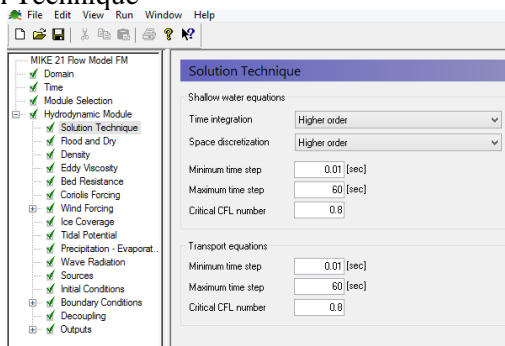 Technique
File Edit View Run Window Help
MIKE 21 Flow Model FM
Domain
Time
Module Selection
Hydrodynamic Module
Solution Technique
Flood and Dry
Density
Eddy Viscosity
Bed Resistance
Coriolis Forcing
Wind Forcing
Ice Coverage
Tidal Potential
Precipitation - Evaporat..
Wave Radiation
Sources
Initial Conditions
Boundary Conditions
Decoupling
Outputs
Solution Technique
Shallow water equations
Time integration Higher order
Space discretization Higher order
Minimum time step 0.01 [sec]
Maximum time step 60 [sec]
Critical CFL number 0.8
Transport equations
Minimum time step 0.01 [sec]
Maximum time step 60 [sec]
Critical CFL number 0.8